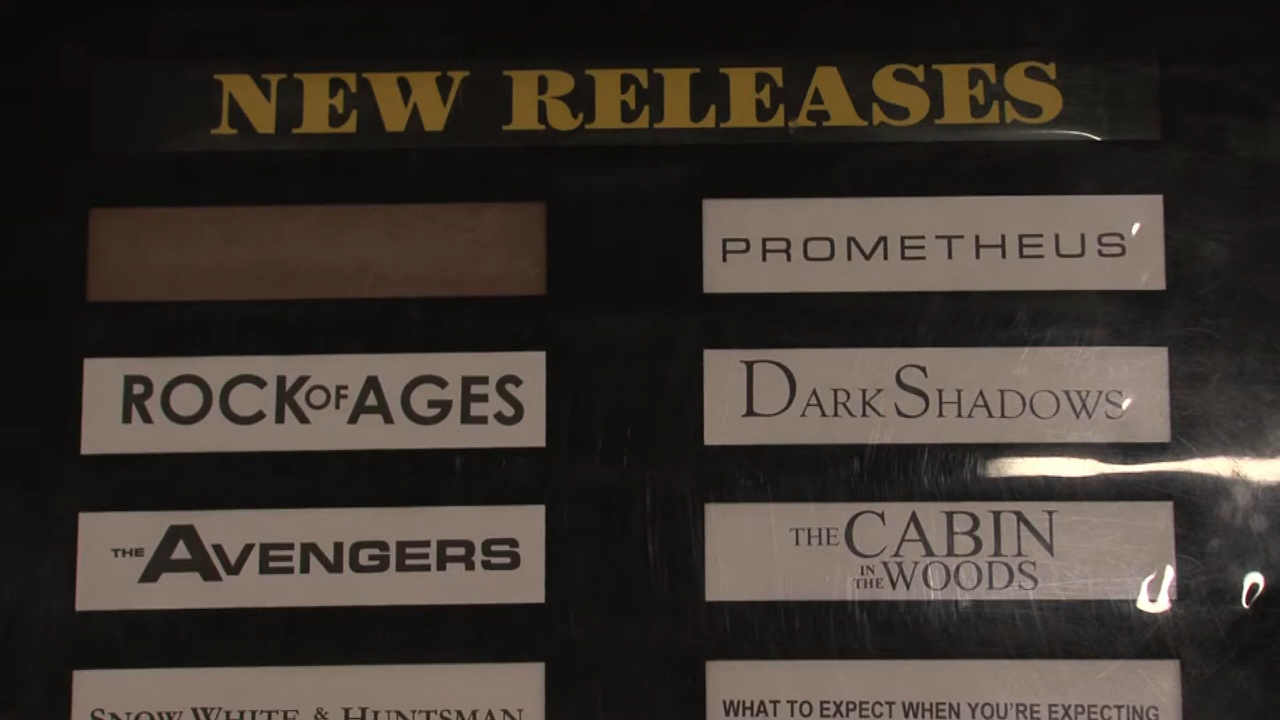 NEW RELEASES
PROMETHEUS
ROCK OF AGES
DARK SHADOWS
THE AVENGERS
THE CABIN
IN THE WOODS
SNOW WHITE & HUNTSMAN
WHAT TO EXPECT WHEN YOU'RE EXPECTING